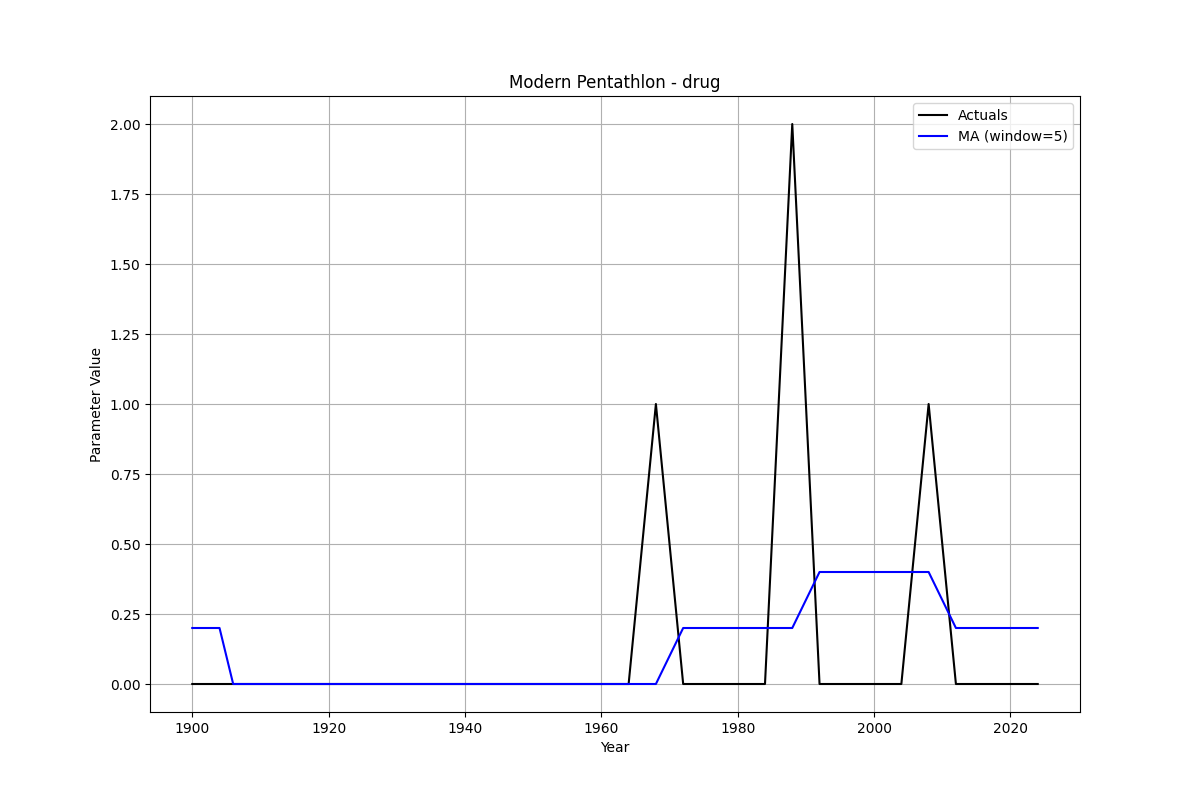 Modern Pentathlon - drug
Actuals
MA (window=5)
Parameter Value
2.00
1.75
1.50
1.25
1.00
0.75
0.50
0.25
0.00
1900 1920 1940 1960 1980 2000 2020
Year